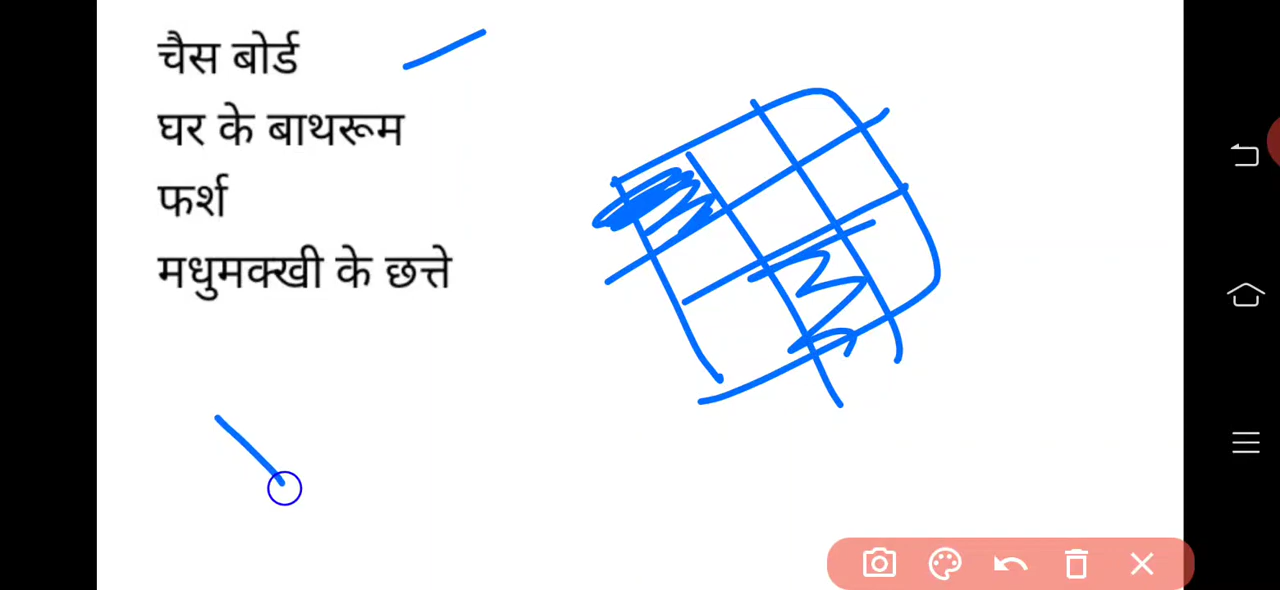 चैस बोर्ड
घर के बाथरूम
फर्श
मधुमक्खी के छत्ते